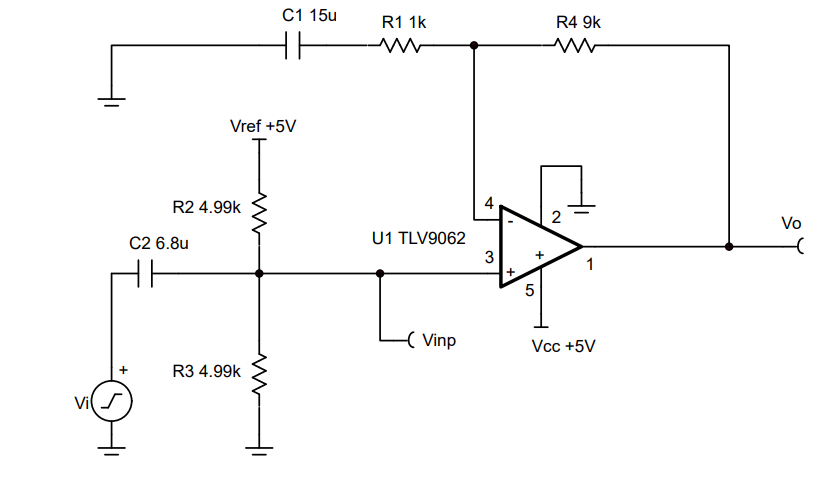 C1 15u
R1 1k
R4 9k
Vref +5V
R2 4.99k
4
-
2
Vo
C2 6.8u
U1 TLV9062
3
+
+
1
5
Vinp
Vcc +5V
+
R3 4.99k
Vi